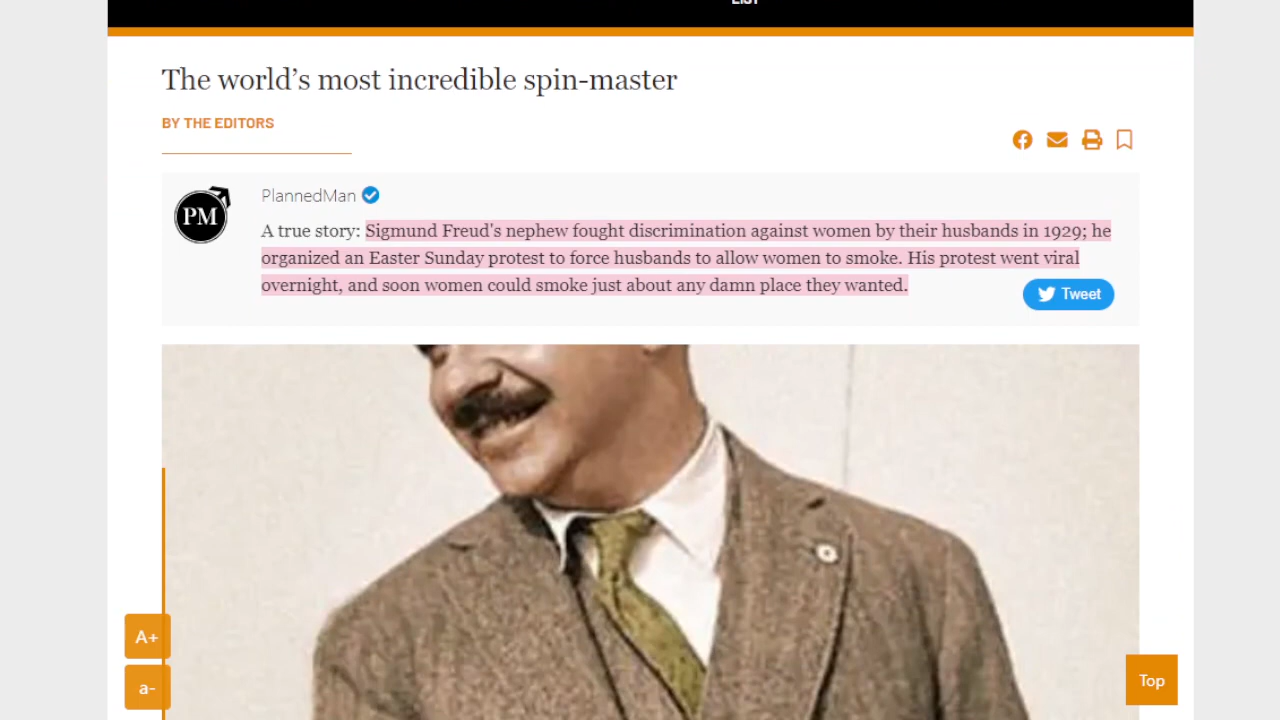 The world’s most incredible spin-master
BY THE EDITORS
PM
PlannedMan
A true story: Sigmund Freud's nephew fought discrimination against women by their husbands in 1929; he
organized an Easter Sunday protest to force husbands to allow women to smoke. His protest went viral
overnight, and soon women could smoke just about any damn place they wanted.
Tweet
A+
a-
Top